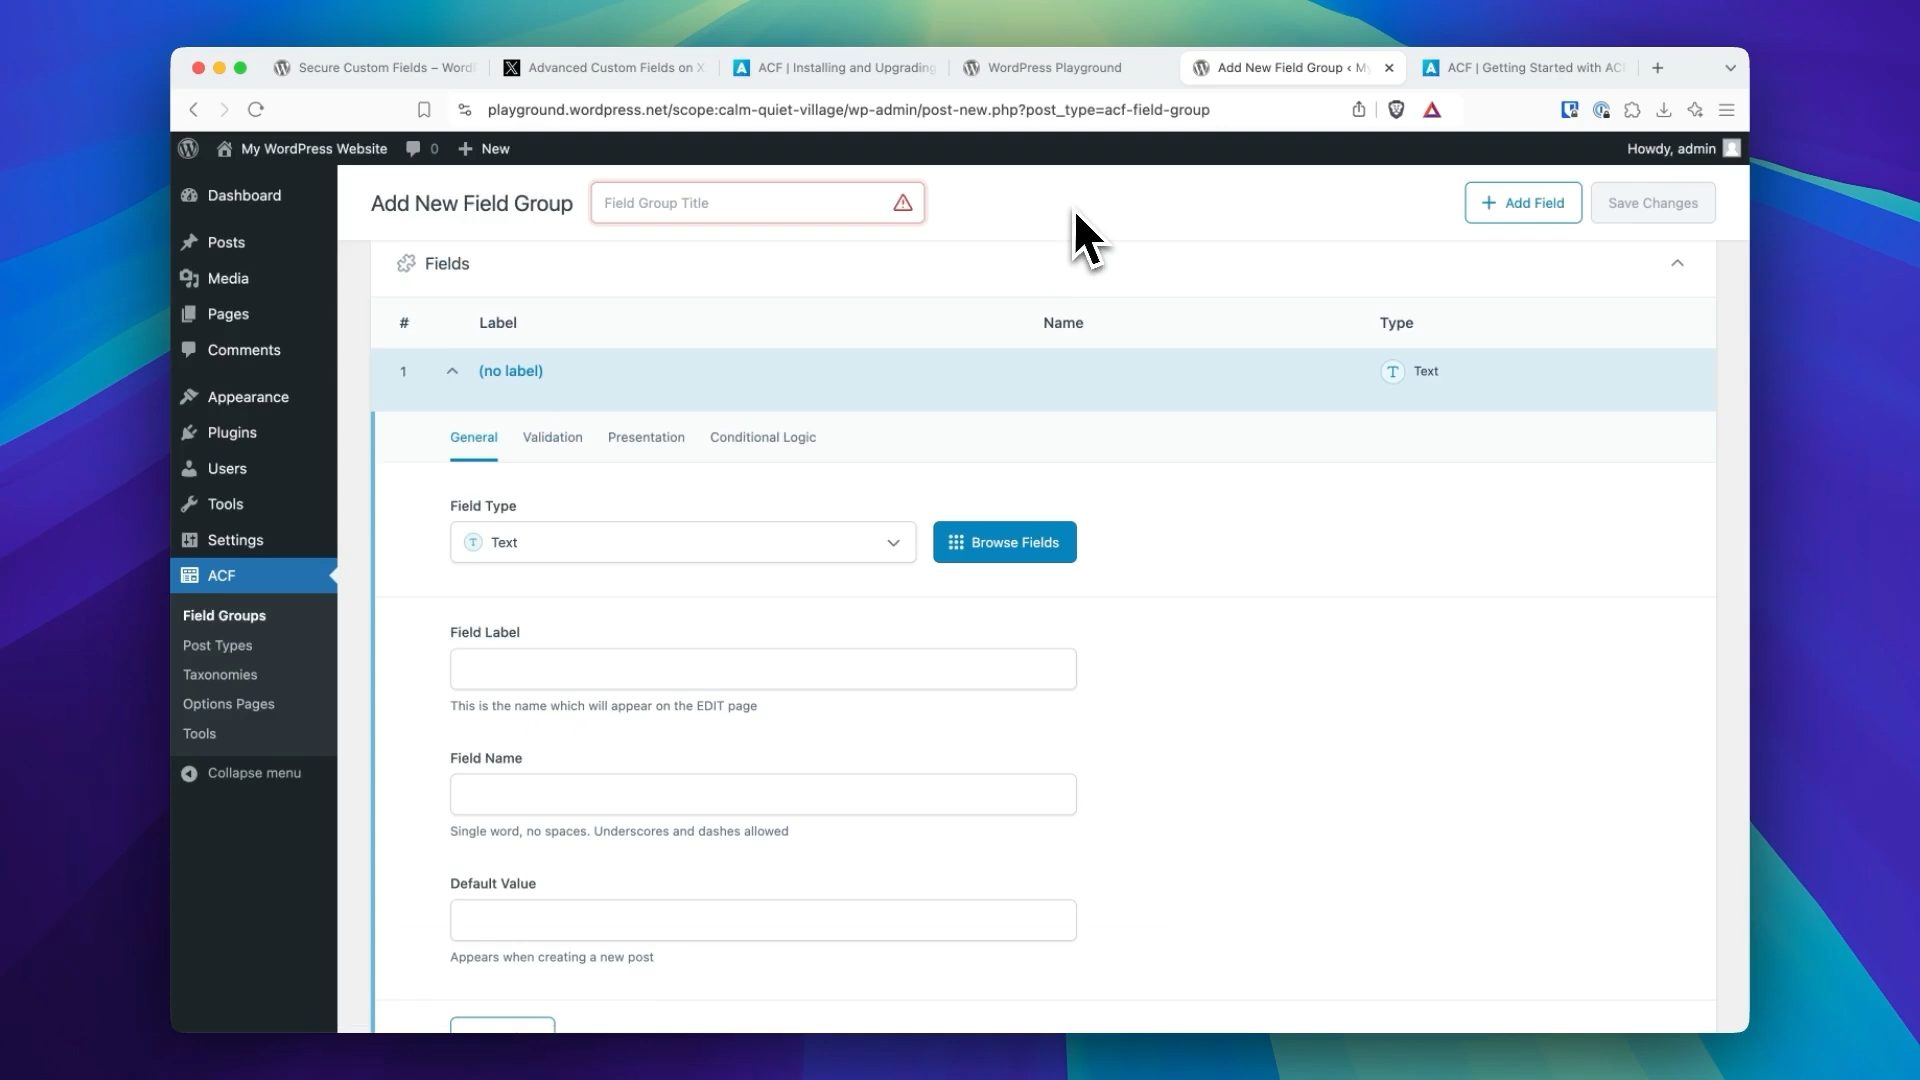 Secure Custom Fields – Word
Advanced Custom Fields on X
ACF | Installing and Upgrading
WordPress Playground
Add New Field Group ‹ My
ACF | Getting Started with ACF
playground.wordpress.net/scope:calm-quiet-village/wp-admin/post-new.php?post_type=acf-field-group
My WordPress Website
0
New
Howdy, admin
Dashboard
Posts
Media
Pages
Comments
Appearance
Plugins
Users
Tools
Settings
ACF
Field Groups
Post Types
Taxonomies
Options Pages
Tools
Collapse menu
Add New Field Group
Field Group Title
Add Field
Save Changes
Fields
# Label Name Type
1 (no label) T Text
General Validation Presentation Conditional Logic
Field Type
T Text
Browse Fields
Field Label
This is the name which will appear on the EDIT page
Field Name
Single word, no spaces. Underscores and dashes allowed
Default Value
Appears when creating a new post